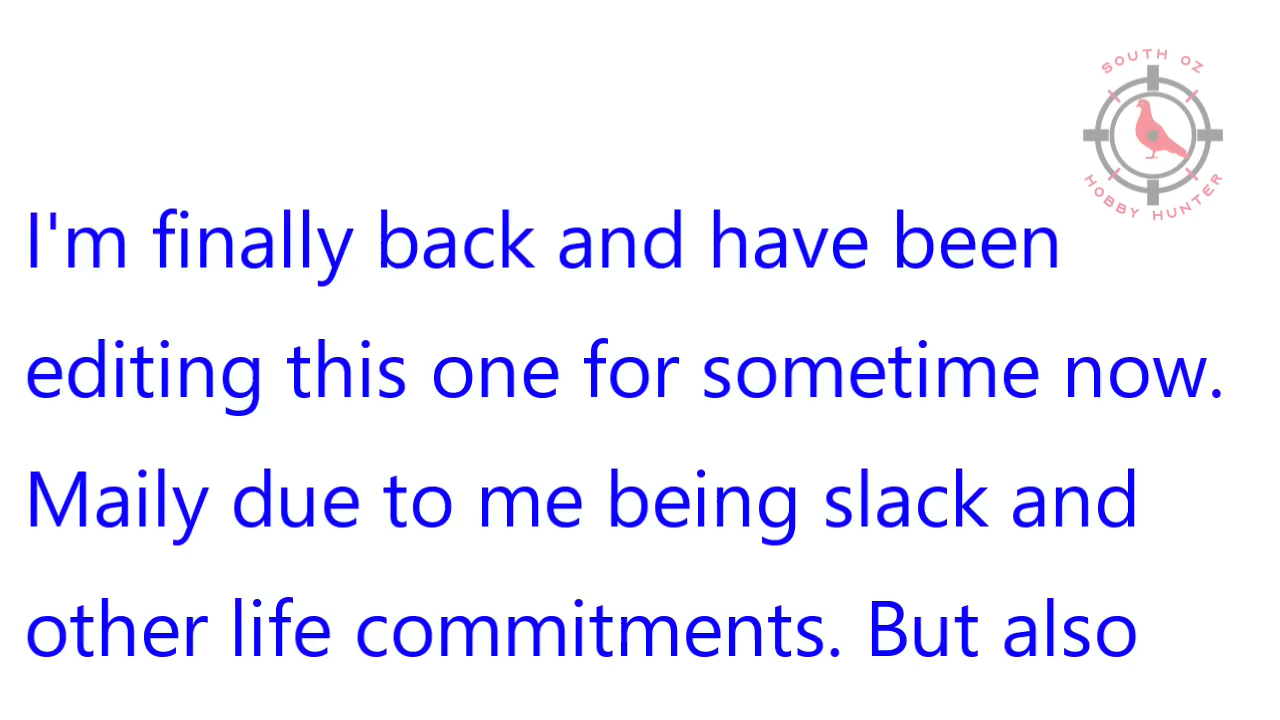 SOUTH OZ
HOBBY HUNTER
I'm finally back and have been
editing this one for sometime now.
Maily due to me being slack and
other life commitments. But also